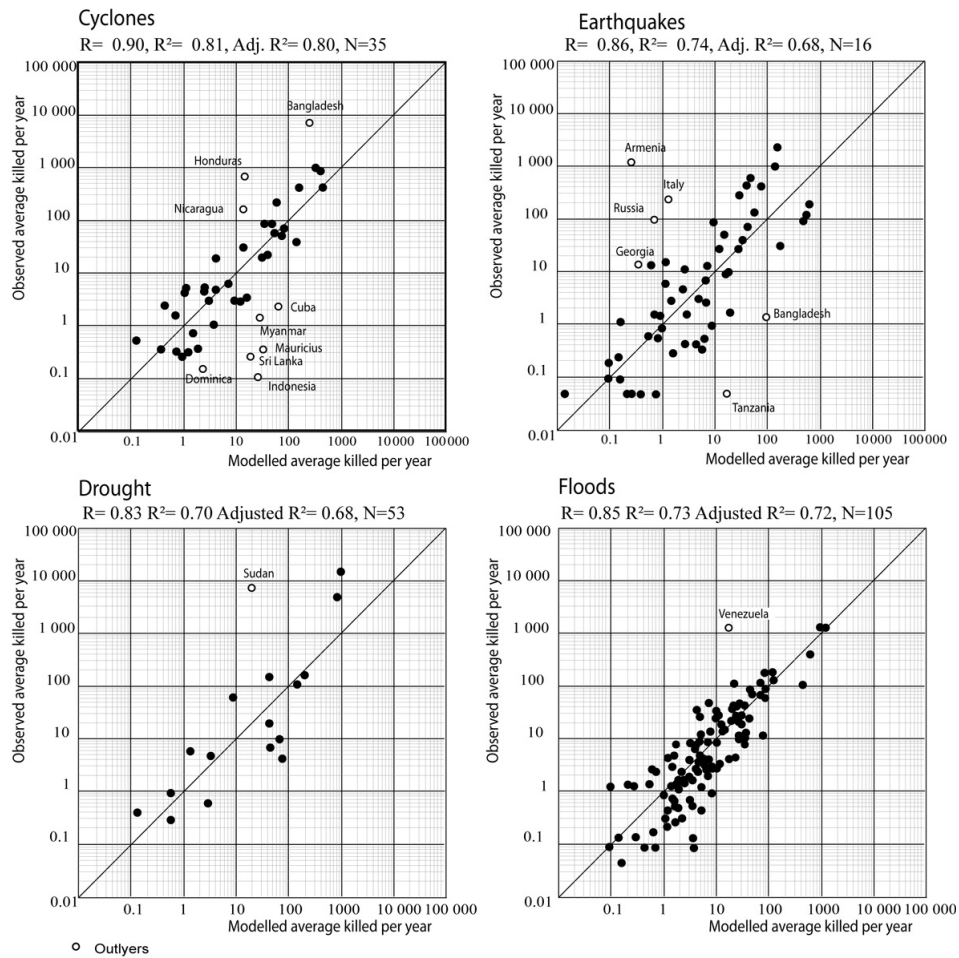 Cyclones
R= 0.90, R²= 0.81, Adj. R²= 0.80, N=35
100 000
10 000
1 000
100
10
1
0.1
0.01
Observed average killed per year
Bangladesh
Honduras
Nicaragua
Cuba
Myanmar
Mauricius
Sri Lanka
Dominica
Indonesia
0.1 1 10 100 1000 10000 100 000
Modelled average killed per year
Earthquakes
R= 0.86, R²= 0.74, Adj. R²= 0.68, N=16
100 000
10 000
1 000
100
10
1
0.1
0.01
Observed average killed per year
Armenia
Italy
Russia
Georgia
Bangladesh
Tanzania
0.1 1 10 100 1000 10000 100 000
Modelled average killed per year
Drought
R= 0.83 R²= 0.70 Adjusted R²= 0.68, N=53
100 000
10 000
1 000
100
10
1
0.1
0.01
Observed average killed per year
Sudan
0.1 1 10 100 1000 10 000 100 000
Modelled average killed per year
Floods
R= 0.85 R²= 0.73 Adjusted R²= 0.72, N=105
100 000
10 000
1 000
100
10
1
0.1
0.01
Observed average killed per year
Venezuela
0.1 1 10 100 1000 10 000 100 000
Modelled average killed per year
Outlyers